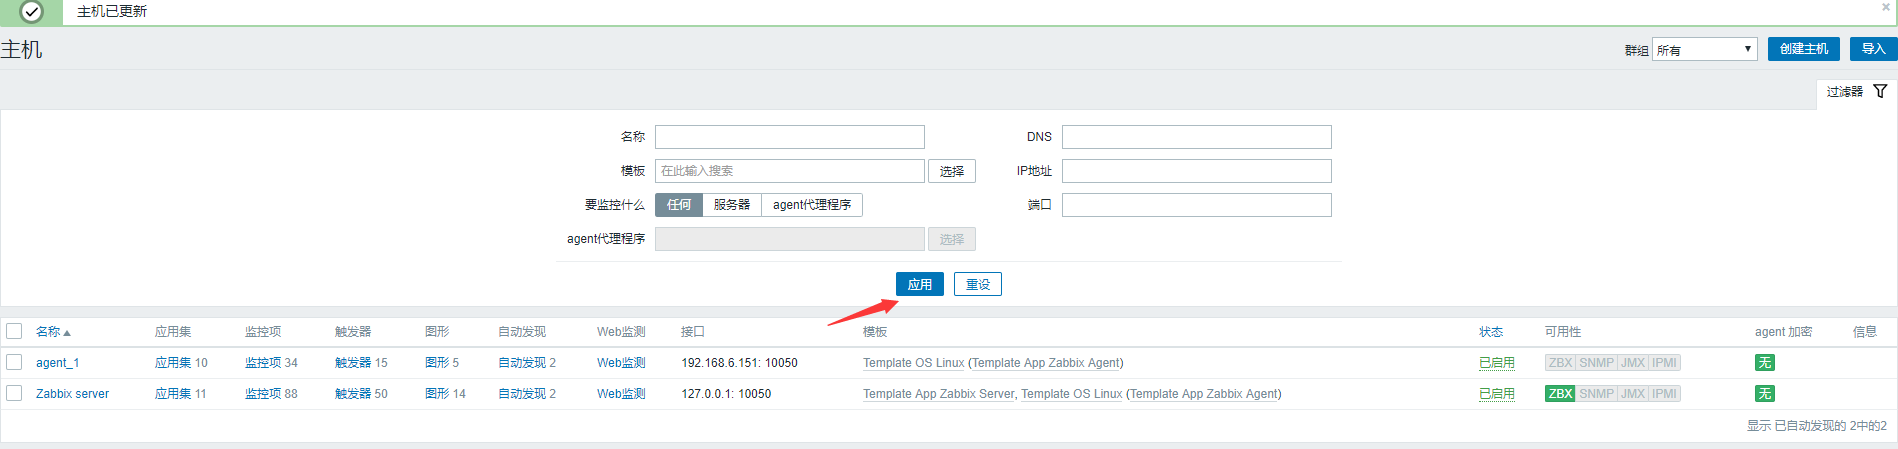 主机已更新
主机
群组 所有 创建主机 导入
过滤器
名称 DNS
模板 在此输入搜索 选择 IP地址
要监控什么 任何 服务器 agent代理程序 端口
agent代理程序 选择
应用 重设
名称 应用集 监控项 触发器 图形 自动发现 Web监测 接口 模板 状态 可用性 agent 加密 信息
agent_1 应用集 10 监控项 34 触发器 15 图形 5 自动发现 2 Web监测 192.168.6.151: 10050 Template OS Linux (Template App Zabbix Agent) 已启用 ZBX SNMP JMX IPMI 无
Zabbix server 应用集 11 监控项 88 触发器 50 图形 14 自动发现 2 Web监测 127.0.0.1: 10050 Template App Zabbix Server, Template OS Linux (Template App Zabbix Agent) 已启用 ZBX SNMP JMX IPMI 无
显示 已自动发现的 2中的2